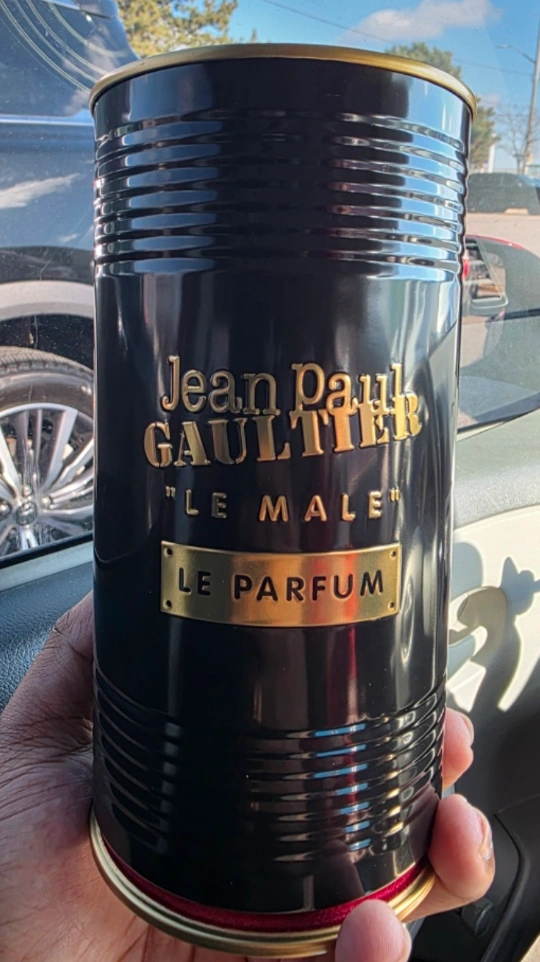 Jean Paul
GAULTIER
"LE MALE"
LE PARFUM